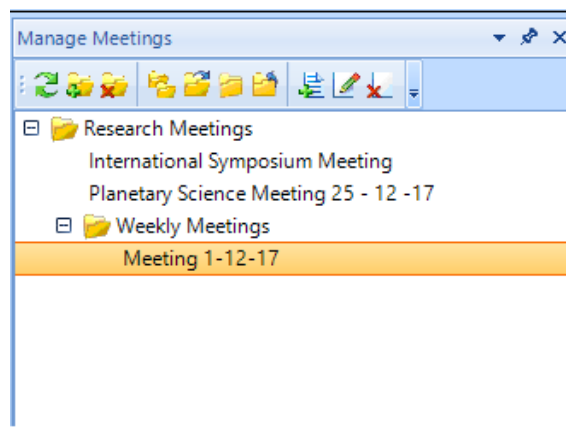 Manage Meetings
Research Meetings
International Symposium Meeting
Planetary Science Meeting 25 - 12 -17
Weekly Meetings
Meeting 1-12-17